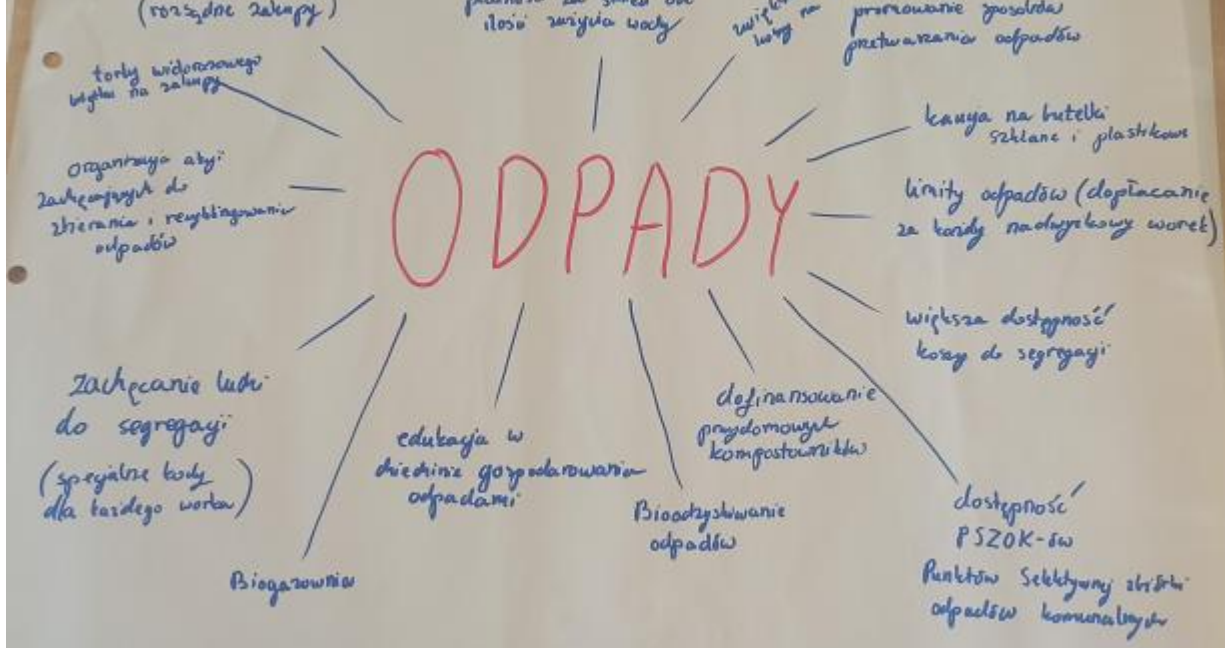 (rozsądne zakupy)
ilość zużycia wody
promowanie sposobów
przetwarzania odpadów
torby wielorazowego
użytku na zakupy
kaucja na butelki
szklane i plastikowe
organizacja akcji
zachęcających do
zbierania i recyklingowania
odpadów
ODPADY
limity odpadów (dopłacanie
za każdy nadwyżkowy worek)
większa dostępność
koszy do segregacji
zachęcanie ludzi
do segregacji
(specjalne kody
dla każdego worka)
edukacja w
dziedzinie gospodarowania
odpadami
dofinansowanie
przydomowych
kompostowników
Bioodzyskiwanie
odpadów
dostępność
PSZOK-ów
Punktów Selektywnej zbiórki
odpadów komunalnych
Biogazownia